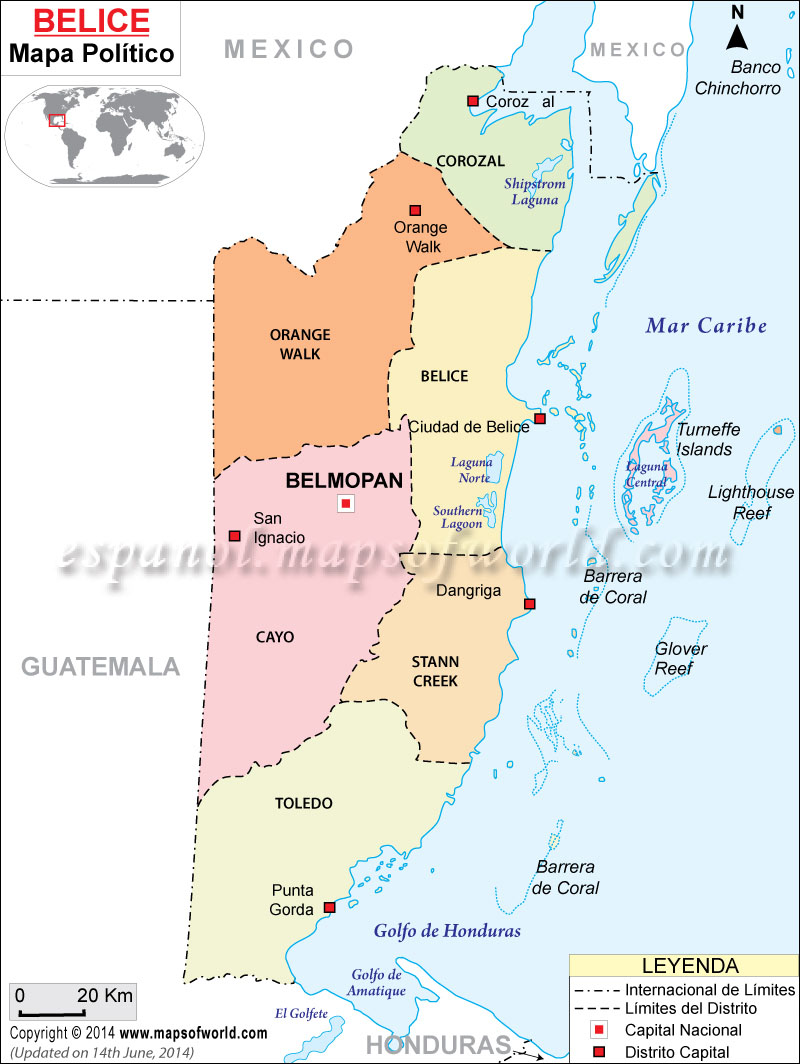 BELICE
Mapa Político
MEXICO
MEXICO
N
Banco
Chinchorro
Coroz al
COROZAL
Shipstrom
Laguna
Orange
Walk
ORANGE
WALK
Mar Caribe
BELICE
Ciudad de Belice
Turneffe
Islands
Laguna
Norte
Laguna
Central
BELMOPAN
Lighthouse
Reef
Southern
Lagoon
San
Ignacio
espanol.mapsofworld.com
Dangriga
Barrera
de Coral
CAYO
GUATEMALA
STANN
CREEK
Glover
Reef
TOLEDO
Barrera
de Coral
Punta
Gorda
Golfo de Honduras
Golfo de
Amatique
El Golfete
HONDURAS
LEYENDA
Internacional de Límites
Límites del Distrito
Capital Nacional
Distrito Capital
0 20 Km
Copyright © 2014 www.mapsofworld.com
(Updated on 14th June, 2014)